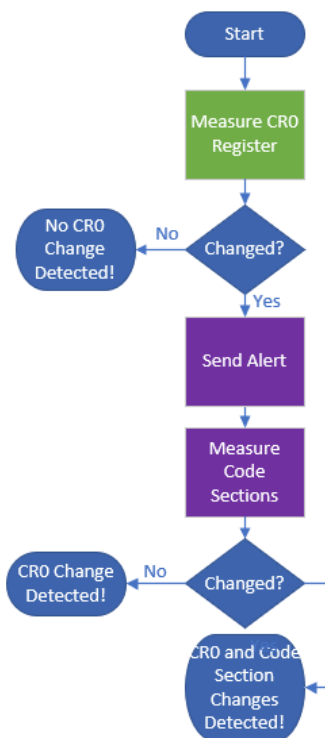 Start
Measure CR0
Register
Changed?
No
No CR0
Change
Detected!
Yes
Send Alert
Measure
Code
Sections
Changed?
No
CR0 Change
Detected!
Yes
CR0 and Code
Section
Changes
Detected!